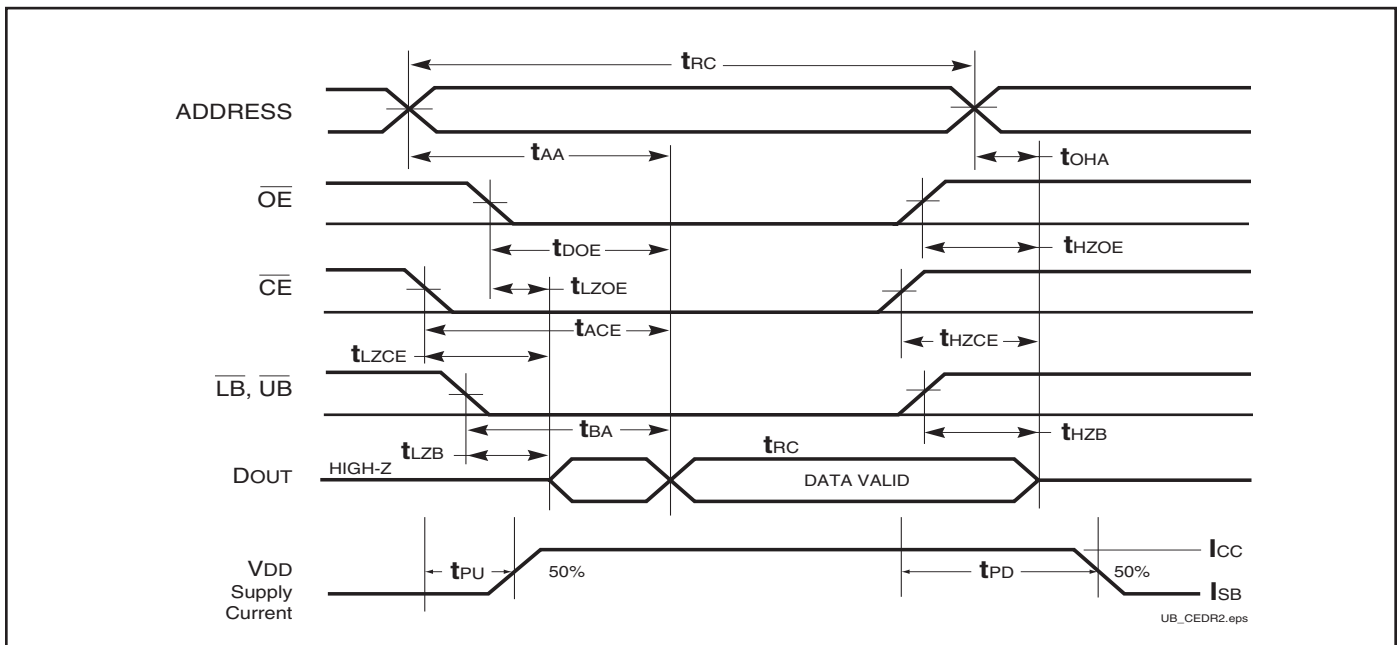 tRC
ADDRESS
tAA
tOHA
OE
tDOE
tHZOE
CE
tLZOE
tACE
tHZCE
tLZCE
LB, UB
tBA
tHZB
tLZB
tRC
DOUT
HIGH-Z
DATA VALID
ICC
VDD
Supply
Current
tPU
50%
tPD
50%
ISB
UB_CEDR2.eps